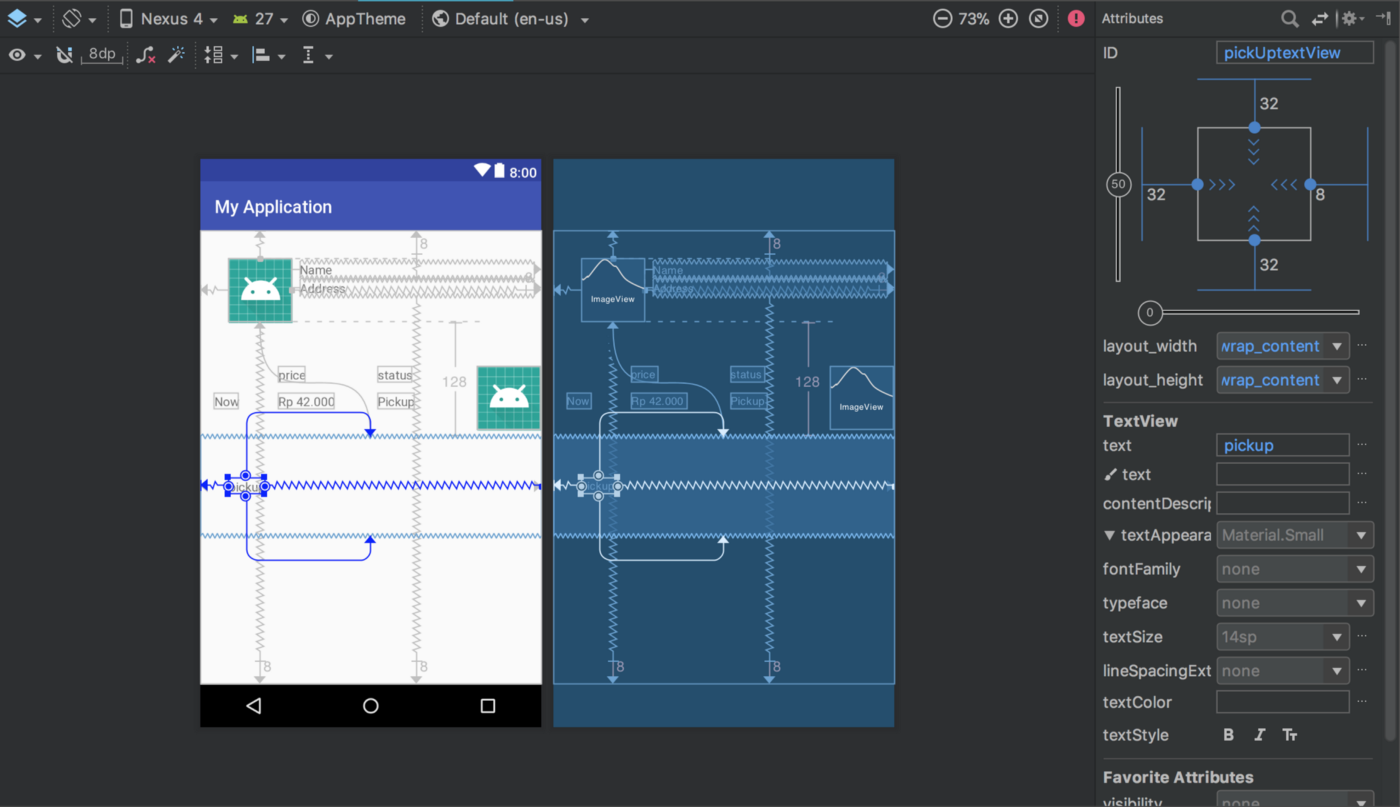 Nexus 4 27 AppTheme Default (en-us) 73%
8dp
Attributes
ID pickUptextView
32
50
32 8
32
0
layout_width wrap_content
layout_height wrap_content
TextView
text pickup
text
contentDescrip
textAppeara Material.Small
fontFamily none
typeface none
textSize 14sp
lineSpacingExt none
textColor
textStyle B I Tt
Favorite Attributes
visibility none
8:00
My Application
8
Name
8
Address
price status 128
Now Rp 42.000 Pickup
pickup
8 8
8
Name
8
Address
ImageView
price status 128
Now Rp 42.000 Pickup
ImageView
pickup
8 8